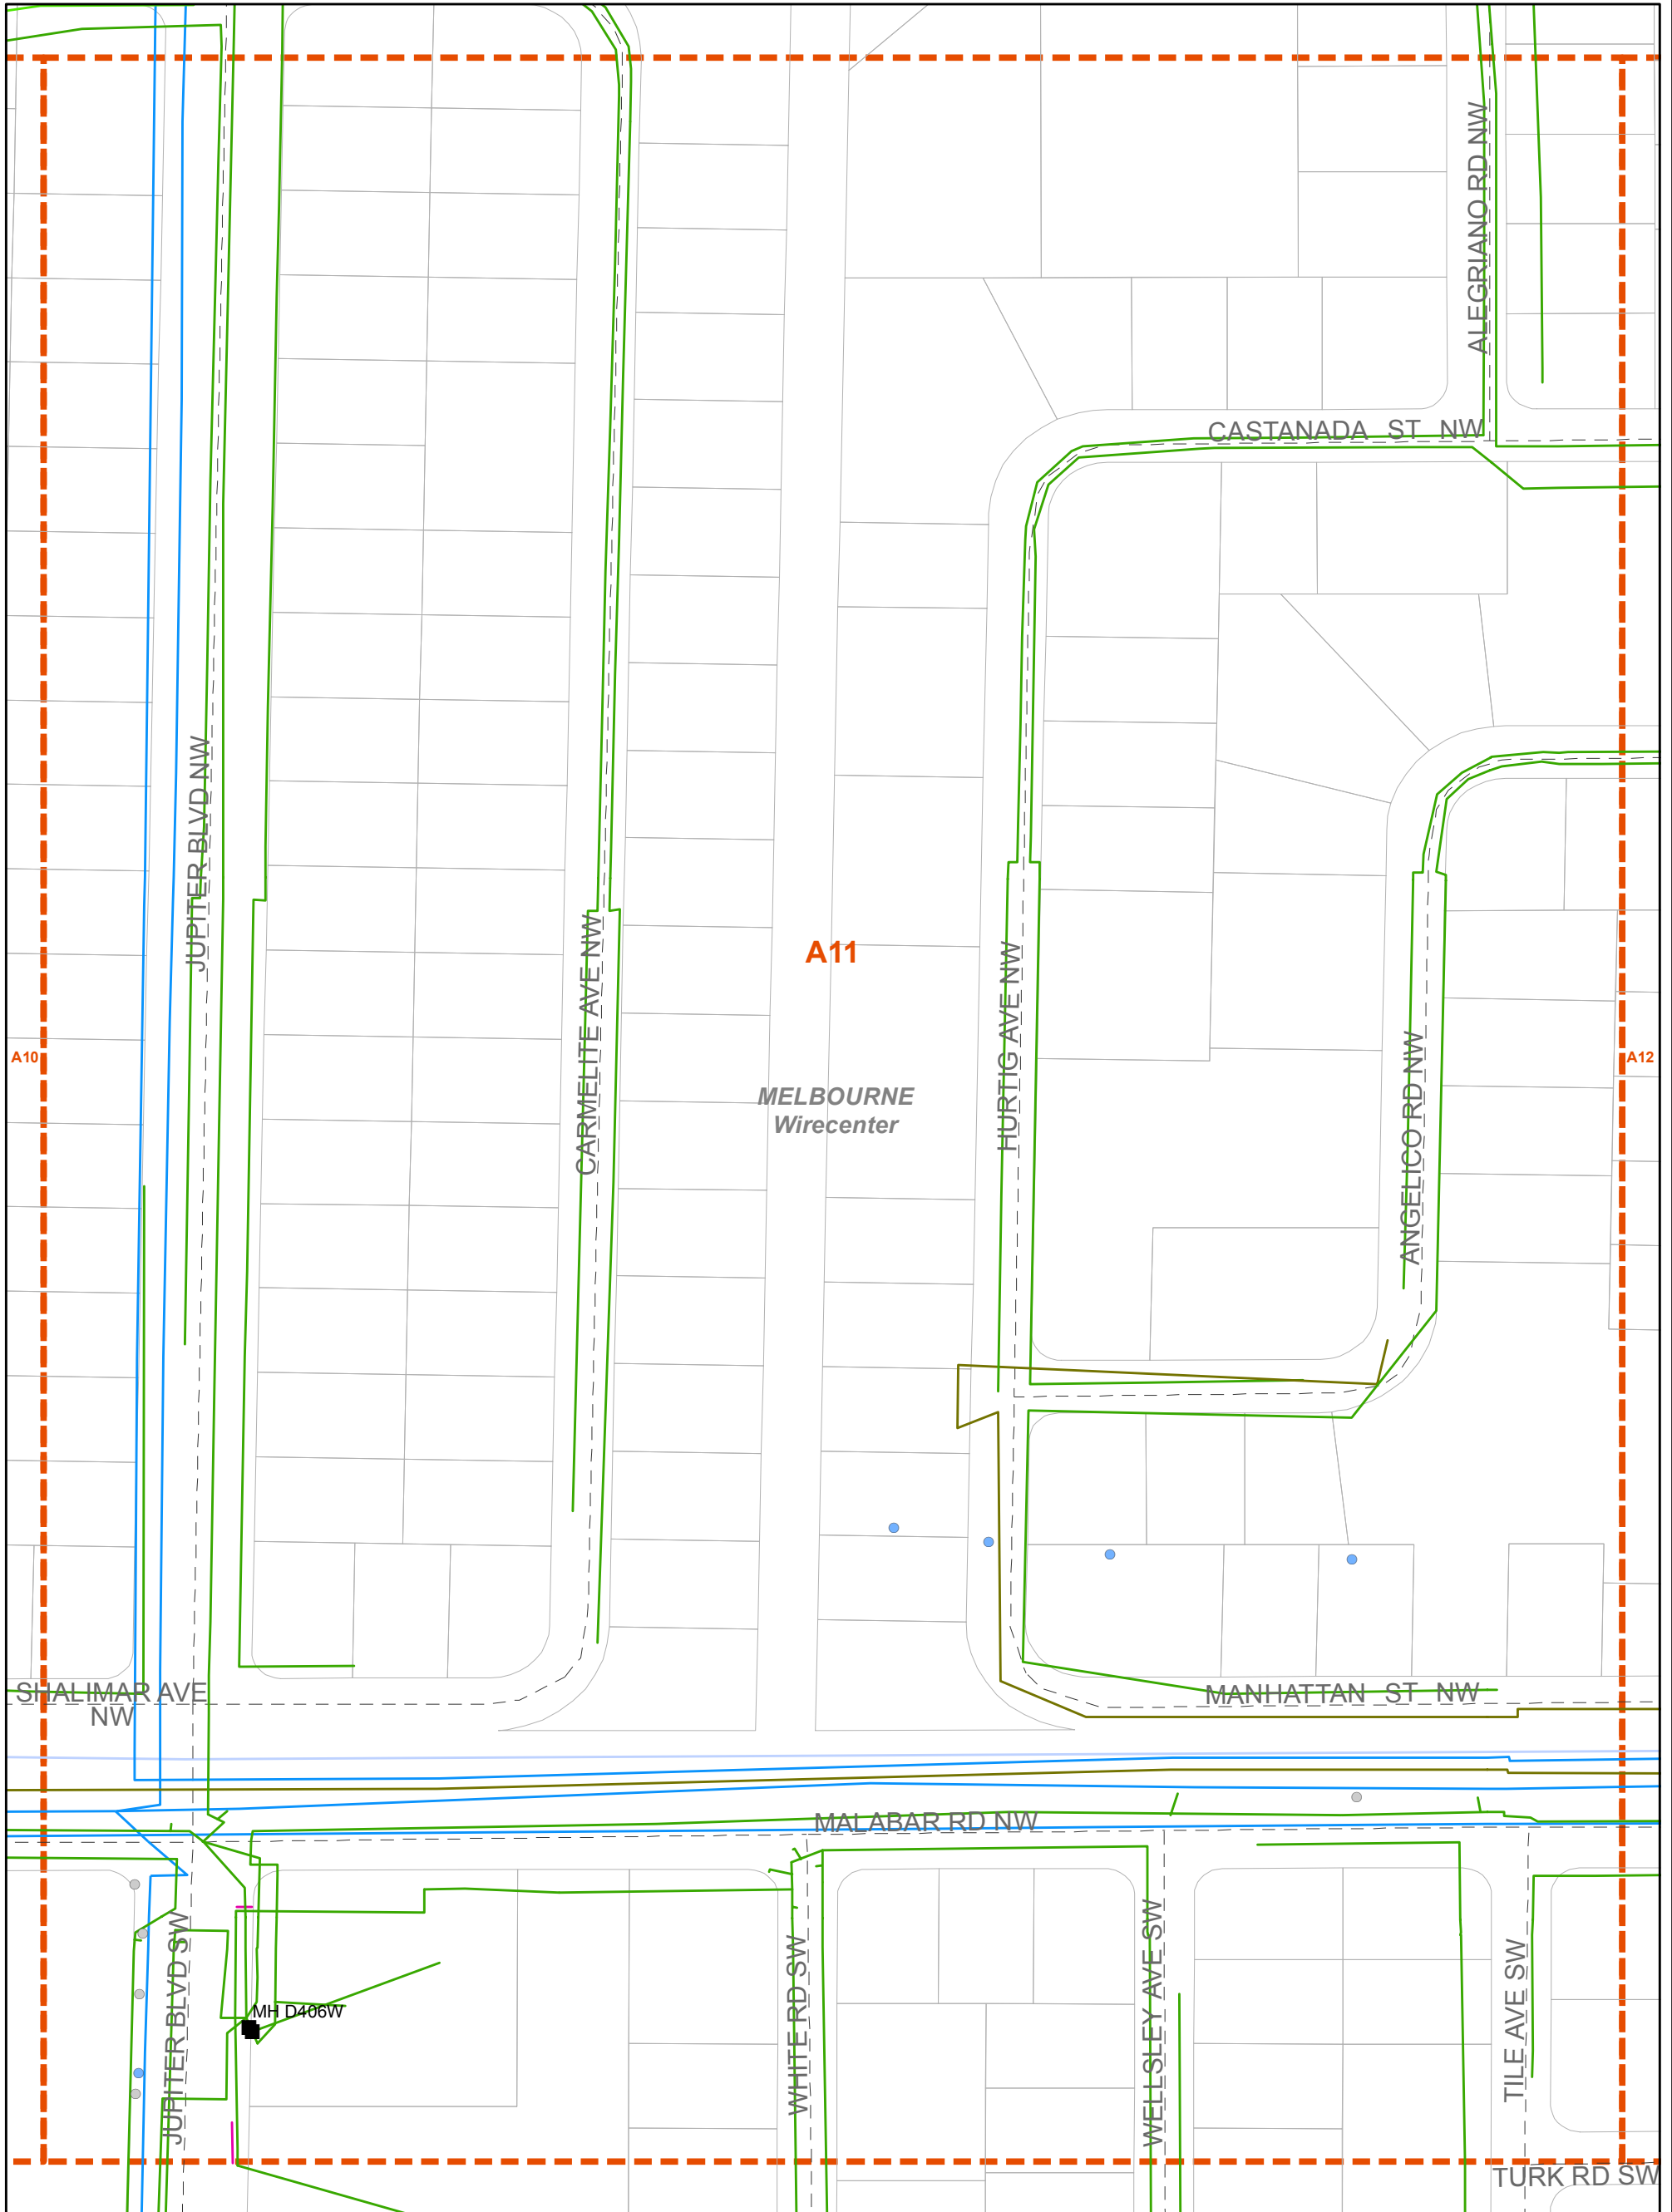 ALEGRIANO RD NW
CASTANADA ST NW
JUPITER BLVD NW
CARMELITE AVE NW
A11
HURTIG AVE NW
A10
A12
MELBOURNE
Wirecenter
ANGELICO RD NW
SHALIMAR AVE
NW
MANHATTAN ST NW
MALABAR RD NW
MH D406W
JUPITER BLVD SW
WHITE RD SW
WELLSLEY AVE SW
TILE AVE SW
TURK RD SW